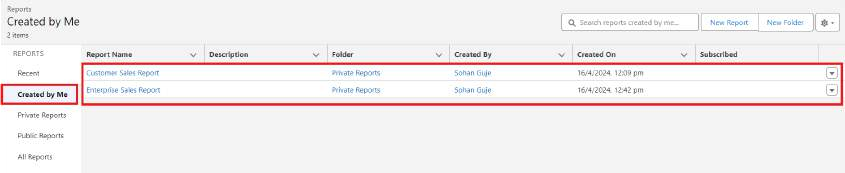 Reports
Created by Me
2 items
Search reports created by me...
New Report
New Folder
REPORTS
Recent
Created by Me
Private Reports
Public Reports
All Reports
Report Name Description Folder Created By Created On Subscribed
Customer Sales Report Private Reports Sohan Guje 16/4/2024, 12:09 pm
Enterprise Sales Report Private Reports Sohan Guje 16/4/2024, 12:42 pm